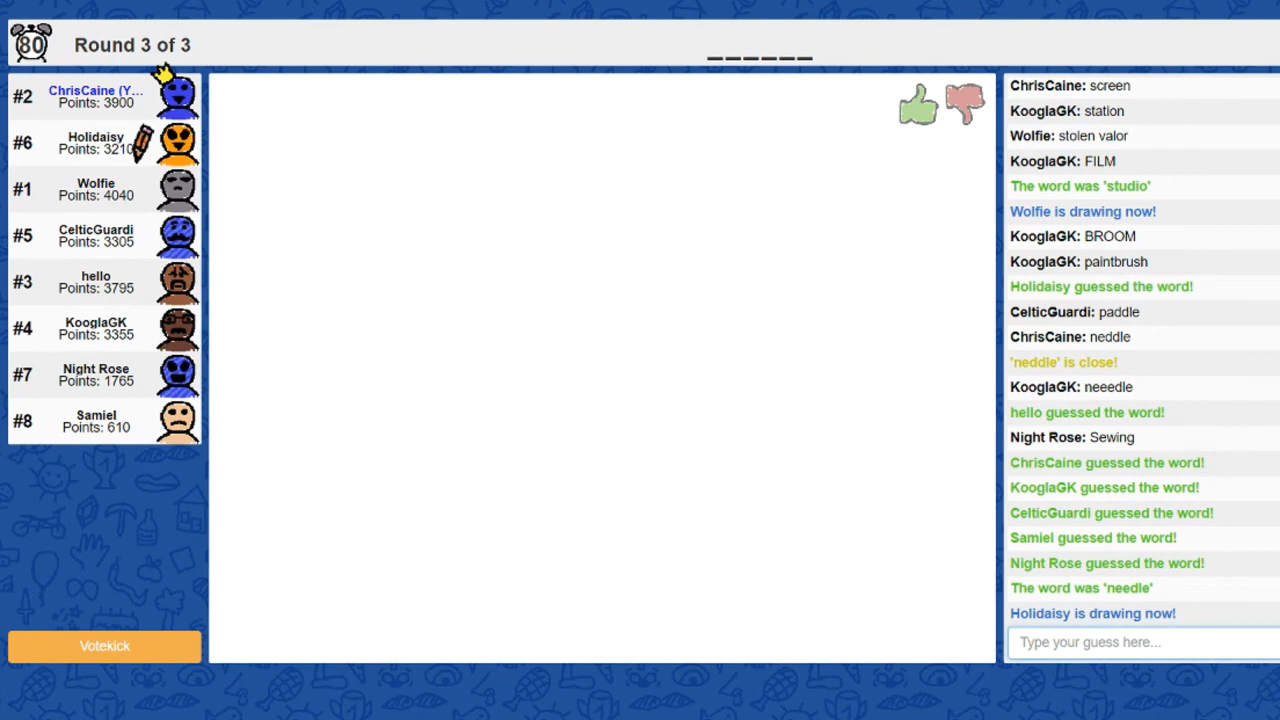 80
Round 3 of 3
______
#2
ChrisCaine (Y...
Points: 3900
#6
Holidaisy
Points: 3210
#1
Wolfie
Points: 4040
#5
CelticGuardi
Points: 3305
#3
hello
Points: 3795
#4
KooglaGK
Points: 3355
#7
Night Rose
Points: 1765
#8
Samiel
Points: 610
Votekick
ChrisCaine: screen
KooglaGK: station
Wolfie: stolen valor
KooglaGK: FILM
The word was 'studio'
Wolfie is drawing now!
KooglaGK: BROOM
KooglaGK: paintbrush
Holidaisy guessed the word!
CelticGuardi: paddle
ChrisCaine: neddle
'neddle' is close!
KooglaGK: neeedle
hello guessed the word!
Night Rose: Sewing
ChrisCaine guessed the word!
KooglaGK guessed the word!
CelticGuardi guessed the word!
Samiel guessed the word!
Night Rose guessed the word!
The word was 'needle'
Holidaisy is drawing now!
Type your guess here...